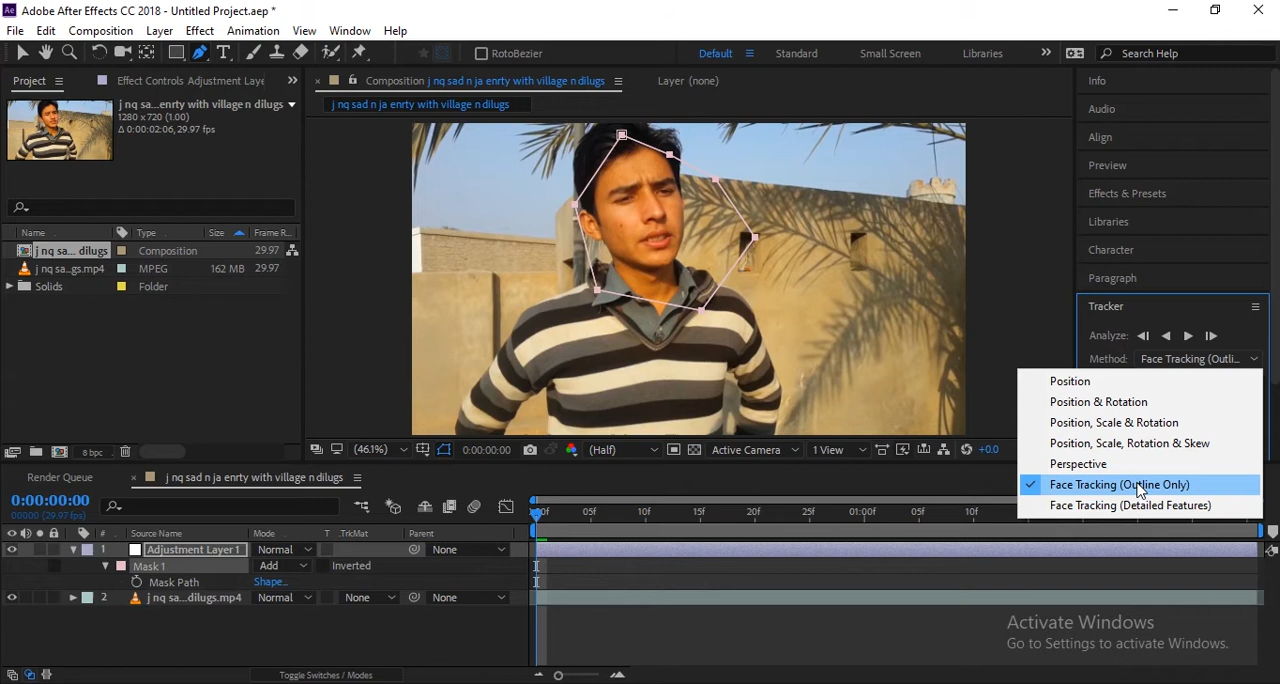 Ae Adobe After Effects CC 2018 - Untitled Project.aep *
File Edit Composition Layer Effect Animation View Window Help
RotoBezier Default Standard Small Screen Libraries Search Help
Project Effect Controls Adjustment Laye Composition j nq sad n ja enrty with village n dilugs Layer (none) Info
j nq sa...enrty with village n dilugs
1280 x 720 (1.00)
Δ 0:00:02:06, 29.97 fps
j nq sad n ja enrty with village n dilugs
Audio
Align
Preview
Effects & Presets
Libraries
Character
Paragraph
Tracker
Analyze:
Method: Face Tracking (Outli...
Position
Position & Rotation
Position, Scale & Rotation
Position, Scale, Rotation & Skew
Perspective
Face Tracking (Outline Only)
Face Tracking (Detailed Features)
Name Type Size Frame R...
j nq sa... dilugs Composition 29.97
j nq sa...gs.mp4 MPEG 162 MB 29.97
Solids Folder
8 bpc
(46.1%) 0:00:00:00 (Half) Active Camera 1 View +0.0
Render Queue j nq sad n ja enrty with village n dilugs
0:00:00:00
00000 (29.97 fps)
:00f 05f 10f 15f 20f 25f 01:00f 05f 10f
# Source Name Mode T .TrkMat Parent
1 Adjustment Layer 1 Normal None
Mask 1 Add Inverted
Mask Path Shape...
2 j nq sa...dilugs.mp4 Normal None None
Toggle Switches / Modes
Activate Windows
Go to Settings to activate Windows.